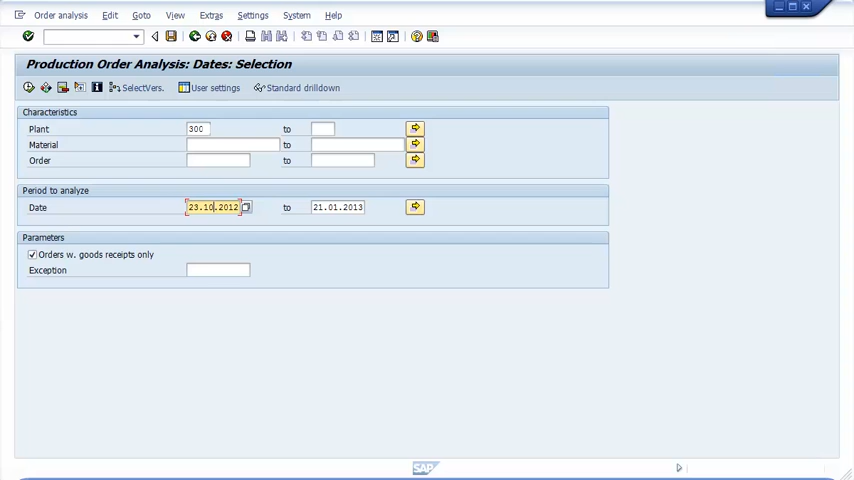 Order analysis Edit Goto View Extras Settings System Help
Production Order Analysis: Dates: Selection
SelectVers. User settings Standard drilldown
Characteristics
Plant 300 to
Material to
Order to
Period to analyze
Date 23.10.2012 to 21.01.2013
Parameters
Orders w. goods receipts only
Exception
SAP